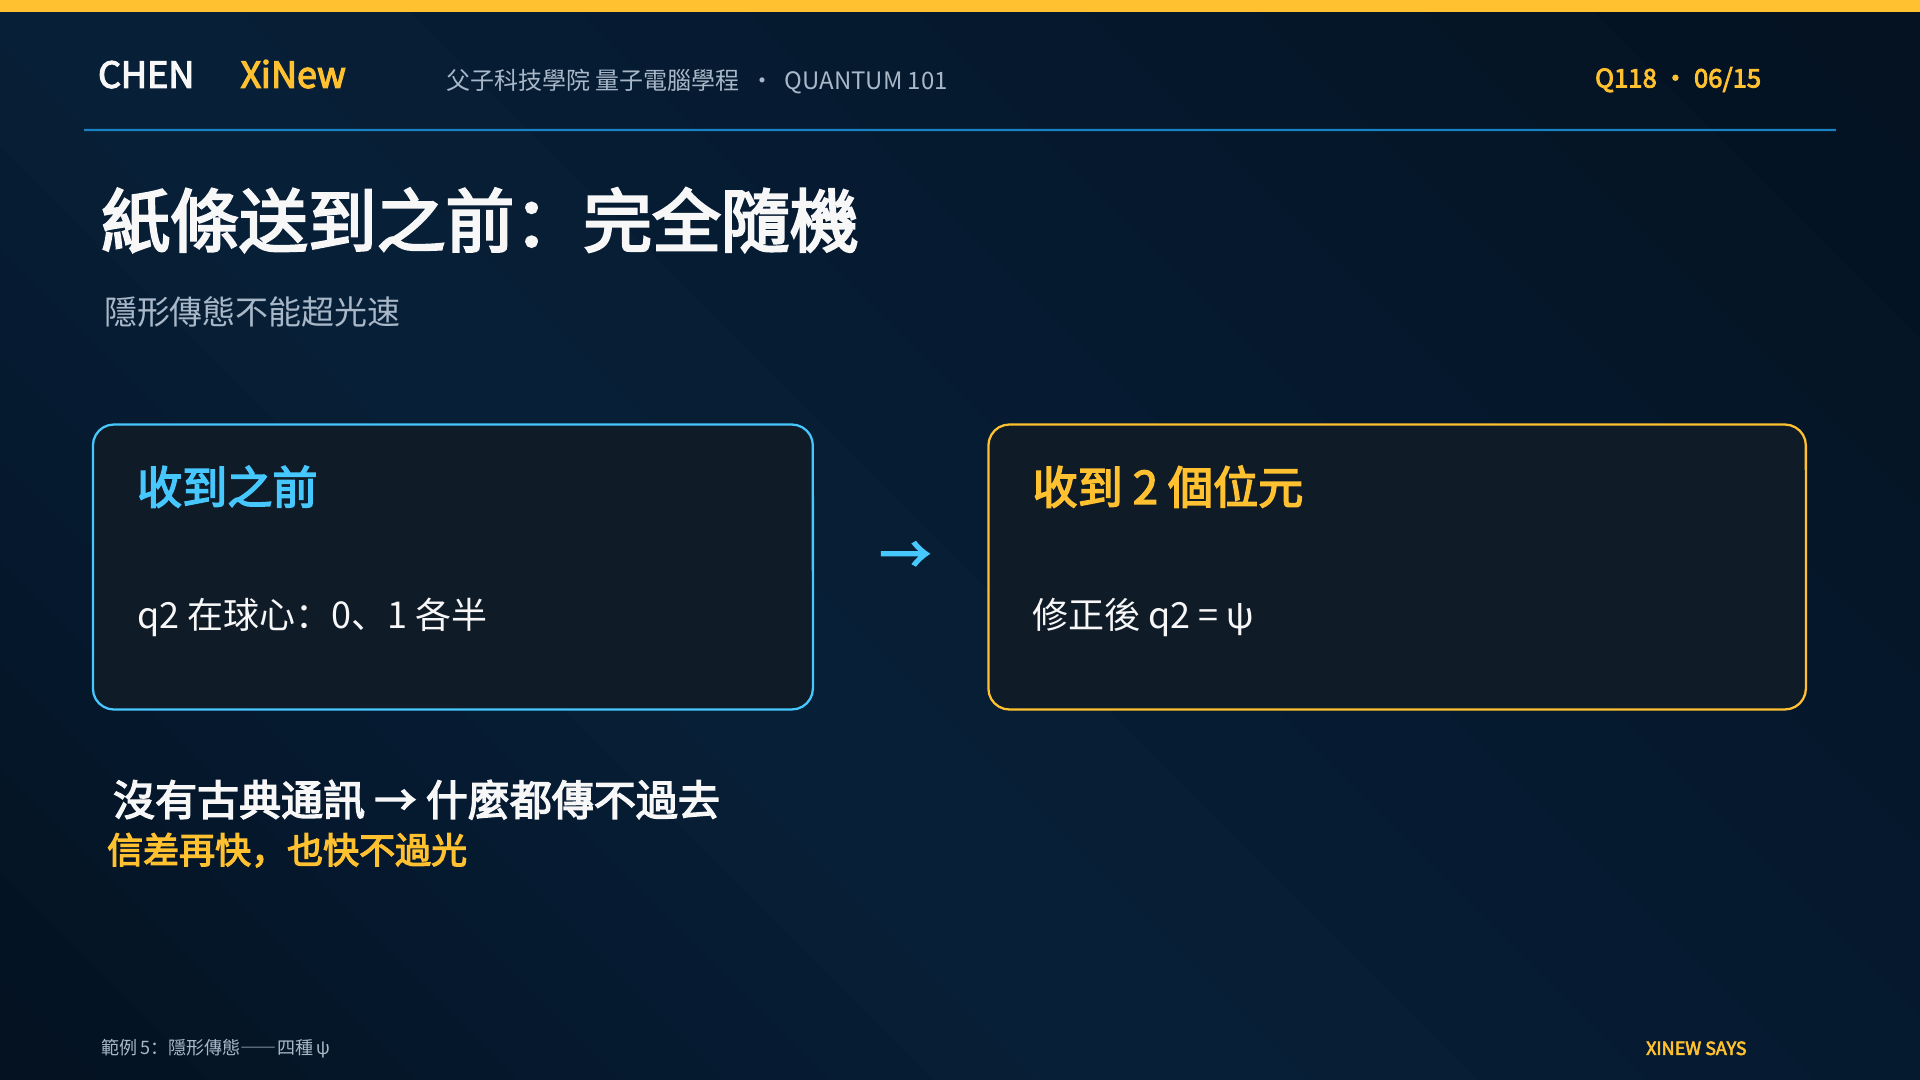 CHEN XiNew 父子科技學院 量子電腦學程 • QUANTUM 101 Q118 • 06/15
紙條送到之前：完全隨機
隱形傳態不能超光速
收到之前
q2 在球心：0、1 各半
→
收到 2 個位元
修正後 q2 = ψ
沒有古典通訊 → 什麼都傳不過去
信差再快，也快不過光
範例 5：隱形傳態——四種 ψ
XINEW SAYS